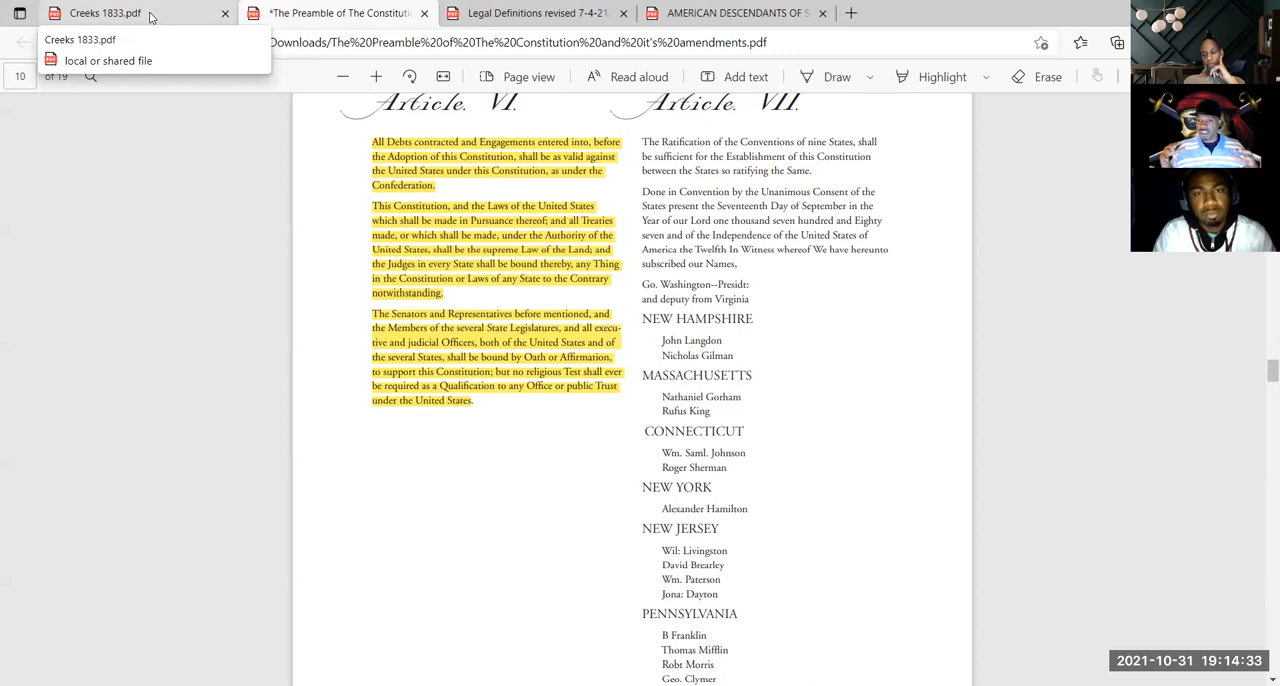 Creeks 1833.pdf
*The Preamble of The Constitutio
Legal Definitions revised 7-4-21.
AMERICAN DESCENDANTS OF S
Creeks 1833.pdf
local or shared file
Downloads/The%20Preamble%20of%20The%20Constitution%20and%20it's%20amendments.pdf
10
of 19
Page view
Read aloud
Add text
Draw
Highlight
Erase
Article. VI.
All Debts contracted and Engagements entered into, before
the Adoption of this Constitution, shall be as valid against
the United States under this Constitution, as under the
Confederation.
This Constitution, and the Laws of the United States
which shall be made in Pursuance thereof; and all Treaties
made, or which shall be made, under the Authority of the
United States, shall be the supreme Law of the Land; and
the Judges in every State shall be bound thereby, any Thing
in the Constitution or Laws of any State to the Contrary
notwithstanding.
The Senators and Representatives before mentioned, and
the Members of the several State Legislatures, and all execu-
tive and judicial Officers, both of the United States and of
the several States, shall be bound by Oath or Affirmation,
to support this Constitution; but no religious Test shall ever
be required as a Qualification to any Office or public Trust
under the United States.
Article. VII.
The Ratification of the Conventions of nine States, shall
be sufficient for the Establishment of this Constitution
between the States so ratifying the Same.
Done in Convention by the Unanimous Consent of the
States present the Seventeenth Day of September in the
Year of our Lord one thousand seven hundred and Eighty
seven and of the Independence of the United States of
America the Twelfth In Witness whereof We have hereunto
subscribed our Names,
Go. Washington--Presidt:
and deputy from Virginia
NEW HAMPSHIRE
John Langdon
Nicholas Gilman
MASSACHUSETTS
Nathaniel Gorham
Rufus King
CONNECTICUT
Wm. Saml. Johnson
Roger Sherman
NEW YORK
Alexander Hamilton
NEW JERSEY
Wil: Livingston
David Brearley
Wm. Paterson
Jona: Dayton
PENNSYLVANIA
B Franklin
Thomas Mifflin
Robt Morris
Geo. Clymer
2021-10-31 19:14:33